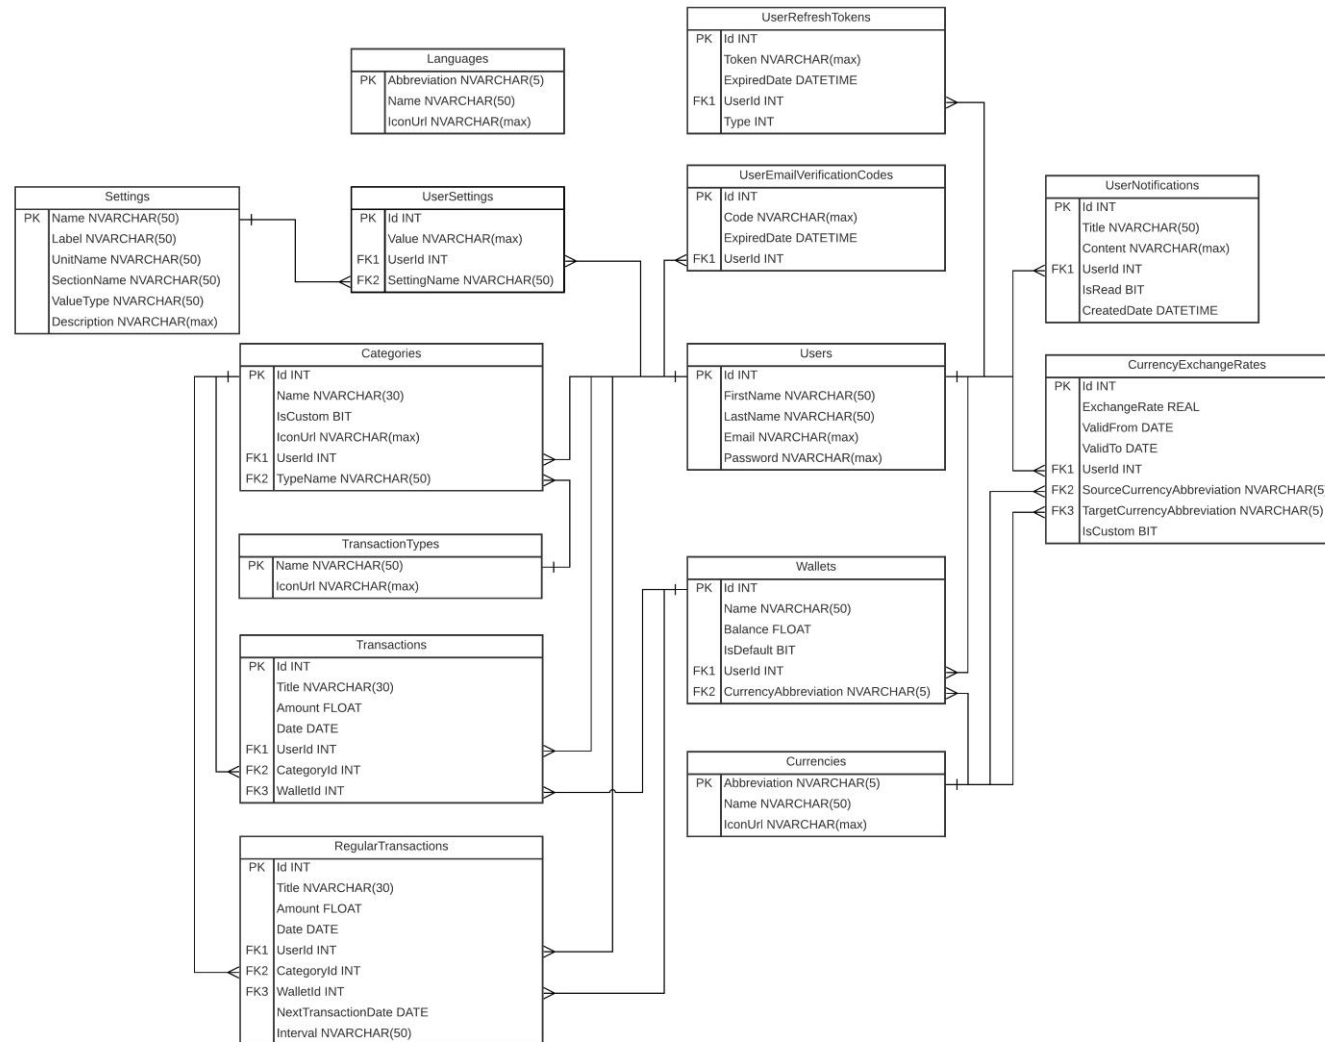 UserRefreshTokens
PK Id INT
Token NVARCHAR(max)
ExpiredDate DATETIME
FK1 UserId INT
Type INT
Languages
PK Abbreviation NVARCHAR(5)
Name NVARCHAR(50)
IconUrl NVARCHAR(max)
UserEmailVerificationCodes
PK Id INT
Code NVARCHAR(max)
ExpiredDate DATETIME
FK1 UserId INT
UserNotifications
PK Id INT
Title NVARCHAR(50)
Content NVARCHAR(max)
FK1 UserId INT
IsRead BIT
CreatedDate DATETIME
Settings
PK Name NVARCHAR(50)
Label NVARCHAR(50)
UnitName NVARCHAR(50)
SectionName NVARCHAR(50)
ValueType NVARCHAR(50)
Description NVARCHAR(max)
UserSettings
PK Id INT
Value NVARCHAR(max)
FK1 UserId INT
FK2 SettingName NVARCHAR(50)
Categories
PK Id INT
Name NVARCHAR(30)
IsCustom BIT
IconUrl NVARCHAR(max)
FK1 UserId INT
FK2 TypeName NVARCHAR(50)
Users
PK Id INT
FirstName NVARCHAR(50)
LastName NVARCHAR(50)
Email NVARCHAR(max)
Password NVARCHAR(max)
CurrencyExchangeRates
PK Id INT
ExchangeRate REAL
ValidFrom DATE
ValidTo DATE
FK1 UserId INT
FK2 SourceCurrencyAbbreviation NVARCHAR(5
FK3 TargetCurrencyAbbreviation NVARCHAR(5)
IsCustom BIT
TransactionTypes
PK Name NVARCHAR(50)
IconUrl NVARCHAR(max)
Wallets
PK Id INT
Name NVARCHAR(50)
Balance FLOAT
IsDefault BIT
FK1 UserId INT
FK2 CurrencyAbbreviation NVARCHAR(5)
Transactions
PK Id INT
Title NVARCHAR(30)
Amount FLOAT
Date DATE
FK1 UserId INT
FK2 CategoryId INT
FK3 WalletId INT
Currencies
PK Abbreviation NVARCHAR(5)
Name NVARCHAR(50)
IconUrl NVARCHAR(max)
RegularTransactions
PK Id INT
Title NVARCHAR(30)
Amount FLOAT
Date DATE
FK1 UserId INT
FK2 CategoryId INT
FK3 WalletId INT
NextTransactionDate DATE
Interval NVARCHAR(50)